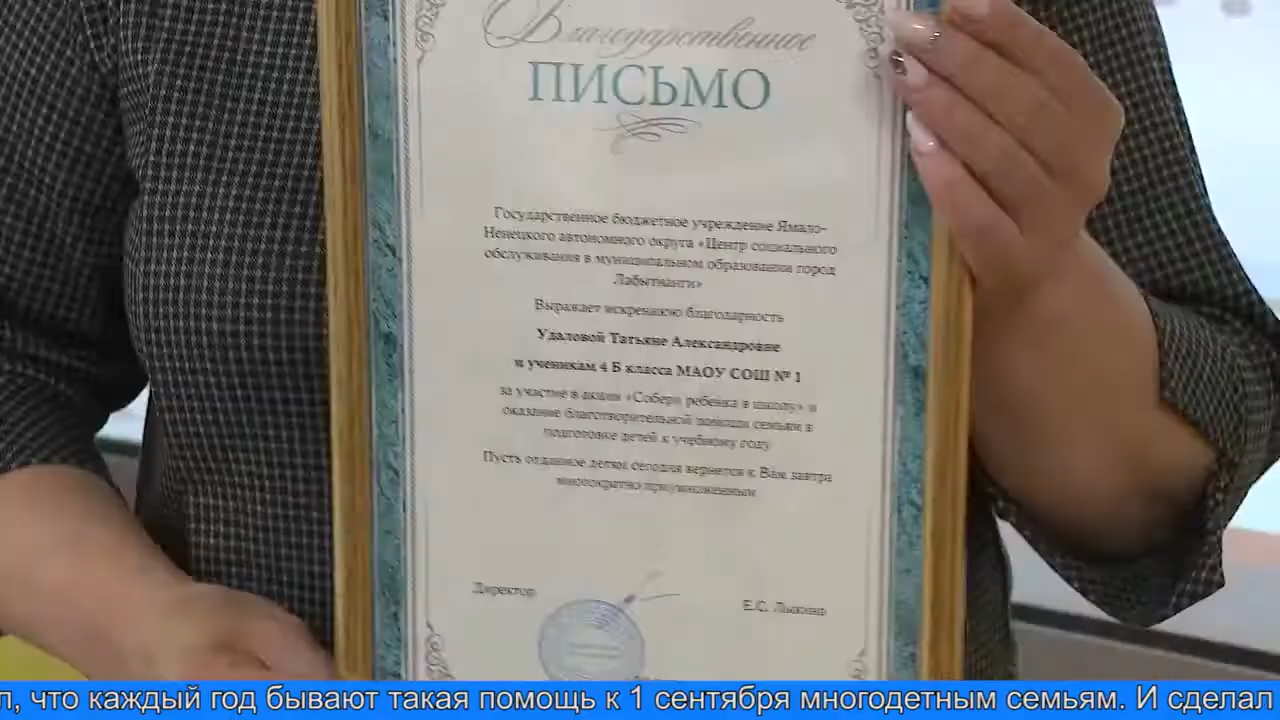 Благодарственное
ПИСЬМО
Государственное бюджетное учреждение Ямало-
Ненецкого автономного округа «Центр социального
обслуживания в муниципальном образовании город
Лабытнанги»
Выражает искреннюю благодарность
Удаловой Татьяне Александровне
и ученикам 4 Б класса МАОУ СОШ № 1
за участие в акции «Собери ребенка в школу» и
оказание благотворительной помощи семьям в
подготовке детей к учебному году
Пусть отданное детям сегодня вернется к Вам завтра
многократно приумноженным
Директор
Е.С. Лыкина
л, что каждый год бывают такая помощь к 1 сентября многодетным семьям. И сделал